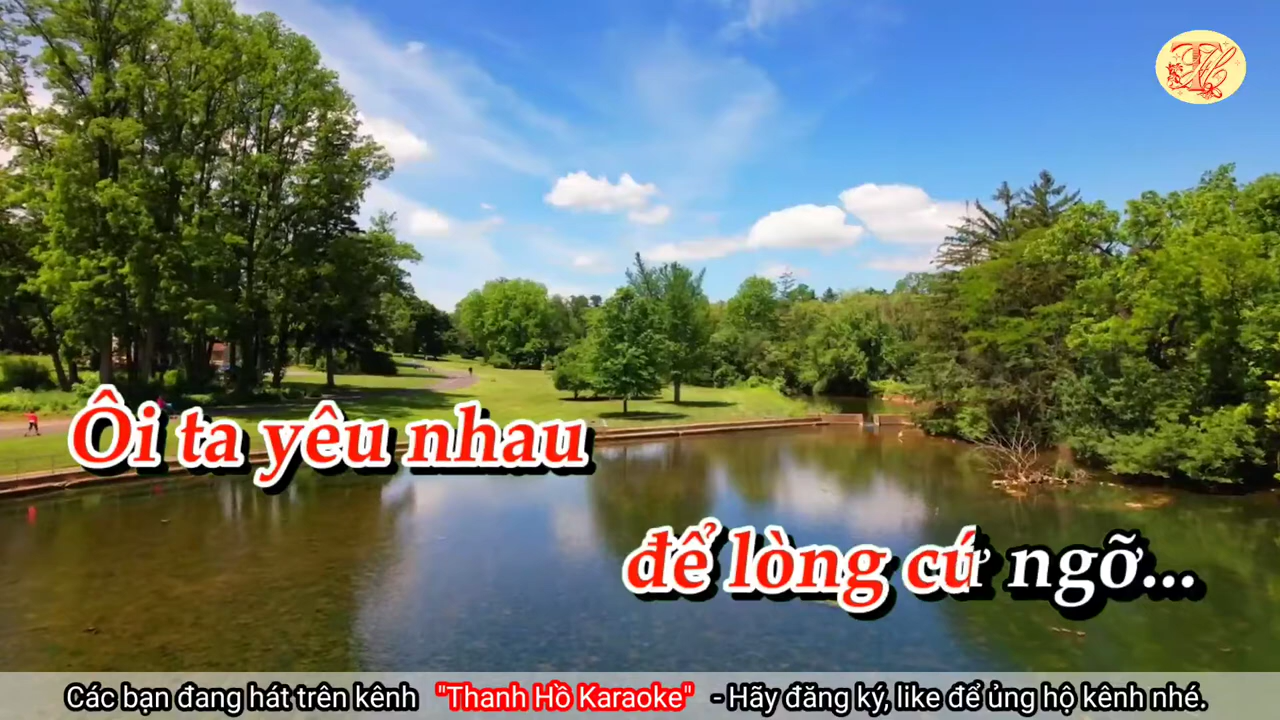 Ôi ta yêu nhau
để lòng cứ ngỡ...
Các bạn đang hát trên kênh "Thanh Hồ Karaoke" - Hãy đăng ký, like để ủng hộ kênh nhé.